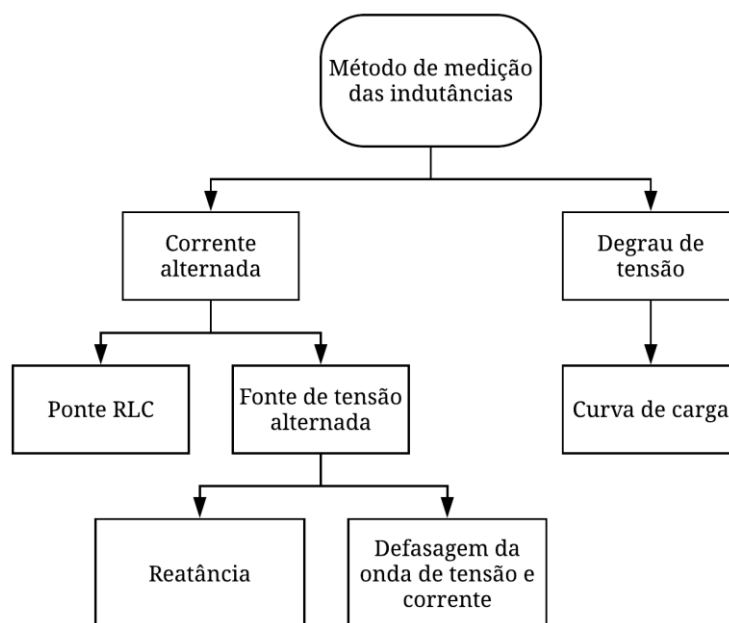 Método de medição
das indutâncias
Corrente
alternada
Degrau de
tensão
Ponte RLC
Fonte de tensão
alternada
Curva de carga
Reatância
Defasagem da
onda de tensão e
corrente